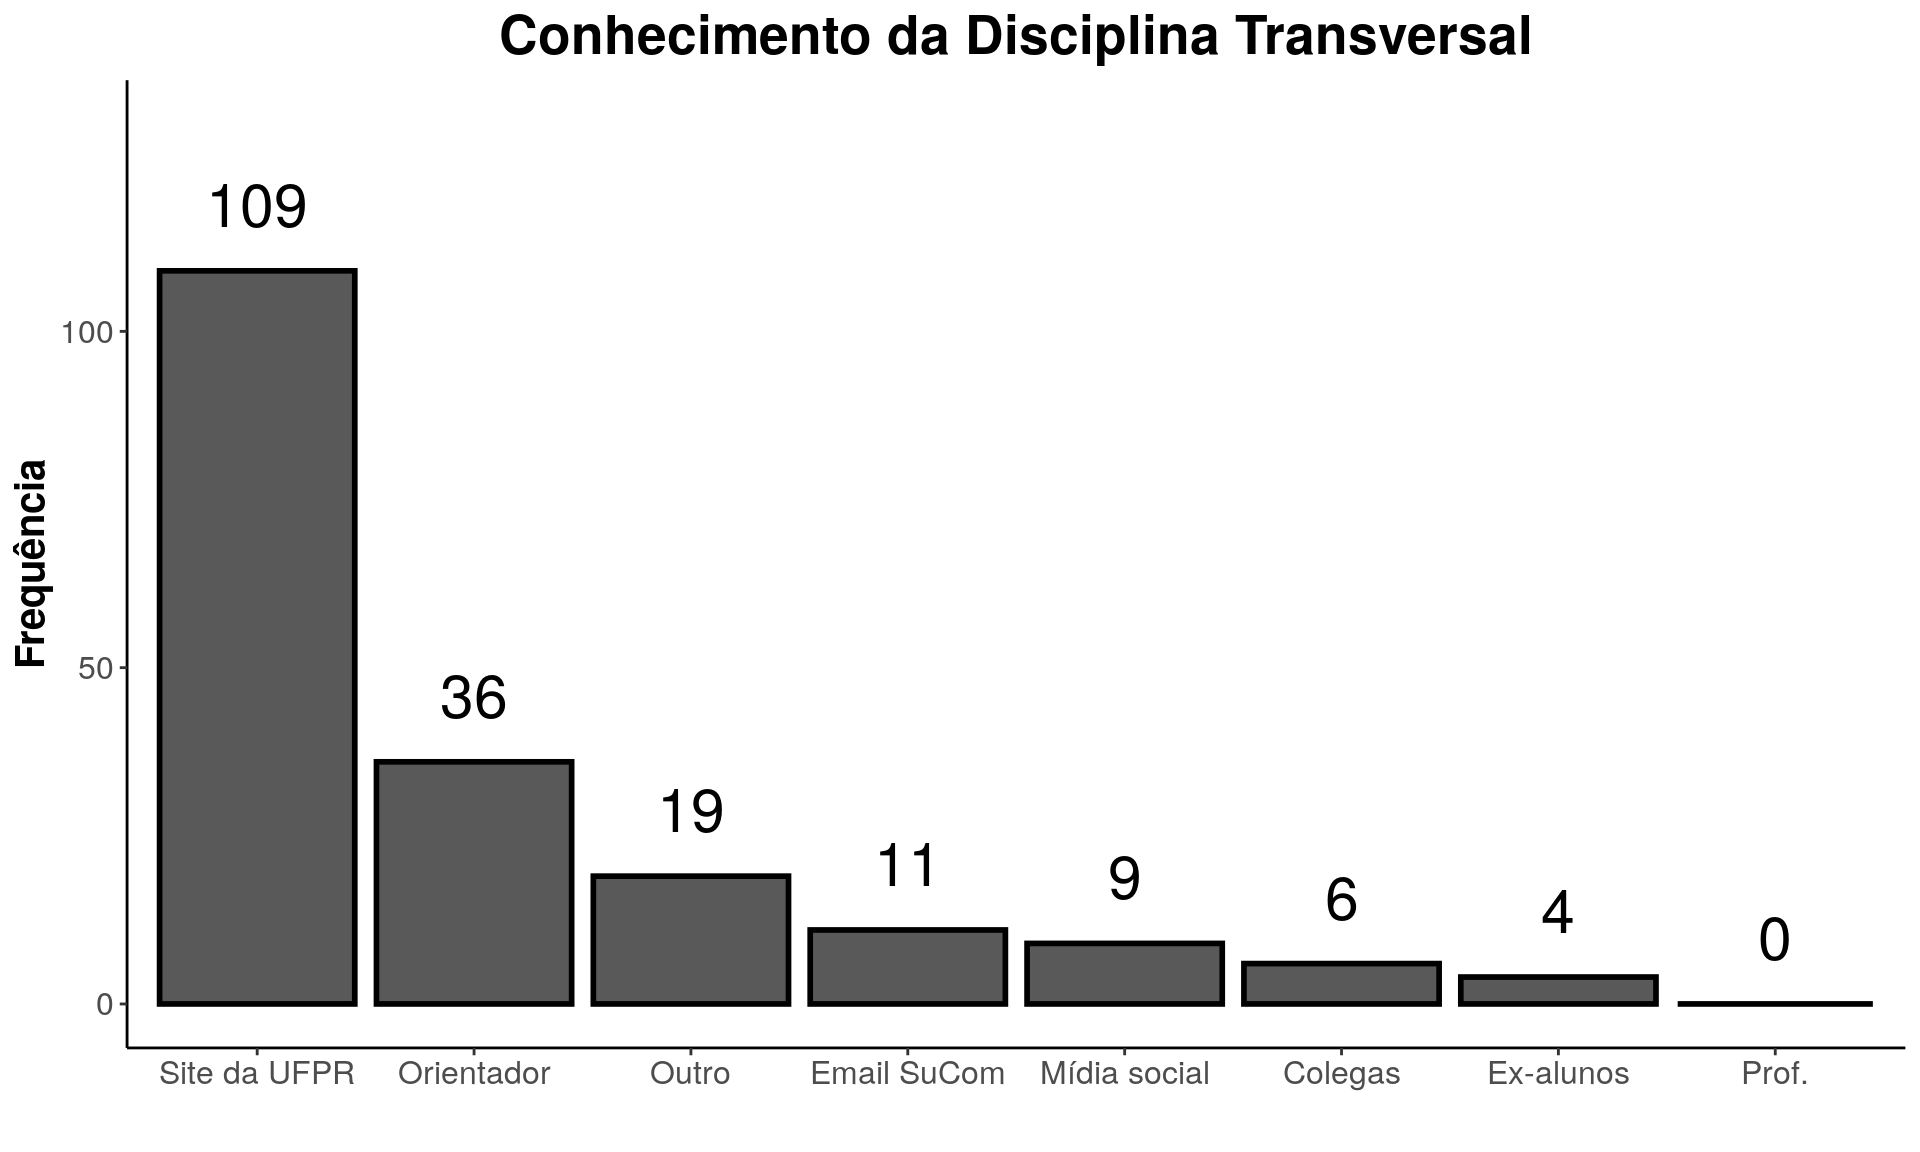 Conhecimento da Disciplina Transversal
Frequência
100
50
0
109
36
19
11
9
6
4
0
Site da UFPR
Orientador
Outro
Email SuCom
Mídia social
Colegas
Ex-alunos
Prof.